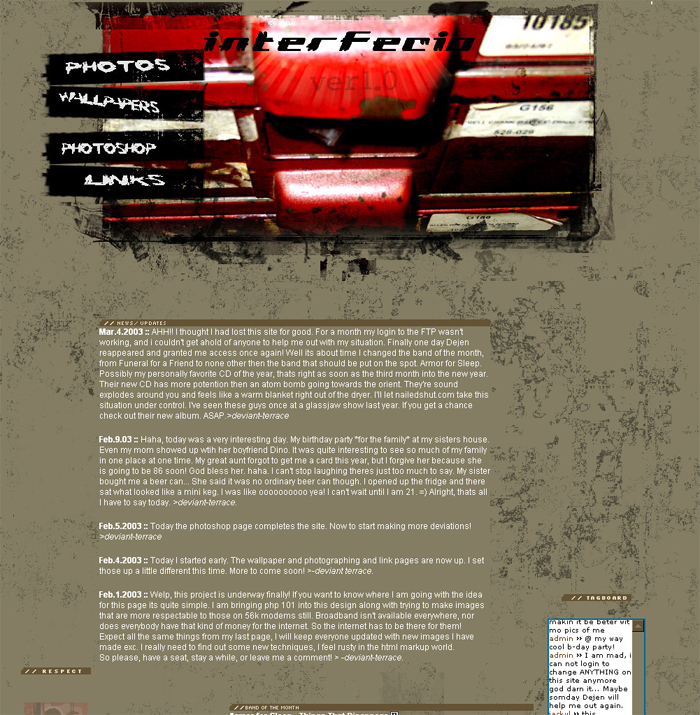 interfecio
ver1.0
10185
PHOTOS
WALLPAPERS
G156
528-029
PHOTOSHOP
LINKS
// NEWS/UPDATES
Mar.4.2003 :: AHH!! I thought I had lost this site for good. For a month my login to the FTP wasn't
working, and i couldn't get ahold of anyone to help me out with my situation. Finally one day Dejen
reappeared and granted me access once again! Well its about time I changed the band of the month,
from Funeral for a Friend to none other then the band that should be put on the spot. Armor for Sleep.
Possibly my personally favorite CD of the year, thats right as soon as the third month into the new year.
Their new CD has more potention then an atom bomb going towards the orient. They're sound
explodes around you and feels like a warm blanket right out of the dryer. I'll let nailedshut.com take this
situation under control. I've seen these guys once at a glassjaw show last year. If you get a chance
check out their new album. ASAP.>deviant-terrace
Feb.9.03 :: Haha, today was a very interesting day. My birthday party *for the family* at my sisters house.
Even my mom showed up wtih her boyfriend Dino. It was quite interesting to see so much of my family
in one place at one time. My great aunt forgot to get me a card this year, but I forgive her because she
is going to be 86 soon! God bless her. haha. I can't stop laughing theres just too much to say. My sister
bought me a beer can... She said it was no ordinary beer can though. I opened up the fridge and there
sat what looked like a mini keg. I was like oooooooooo yea! I can't wait until I am 21. =) Alright, thats all
I have to say today. >deviant-terrace.
Feb.5.2003 :: Today the photoshop page completes the site. Now to start making more deviations!
>deviant-terrace
Feb.4.2003 :: Today I started early. The wallpaper and photographing and link pages are now up. I set
those up a little different this time. More to come soon! >-deviant terrace.
Feb.1.2003 :: Welp, this project is underway finally! If you want to know where I am going with the idea
for this page its quite simple. I am bringing php 101 into this design along with trying to make images
that are more respectable to those on 56k modems still. Broadband isn't available everywhere, nor
does everybody have that kind of money for the internet. So the internet has to be there for them!
Expect all the same things from my last page, I will keep everyone updated with new images I have
made exc. I really need to find out some new techniques, I feel rusty in the html markup world.
So please, have a seat, stay a while, or leave me a comment! > -deviant-terrace.
// TAGBOARD
makin it be beter wit
mo pics of me
admin » @ my way
cool b-day party!
admin » I am mad, i
can not login to
change ANYTHING on
this site anymore
god darn it... Maybe
somday Dejen will
help me out again.
// RESPECT
// BAND OF THE MONTH